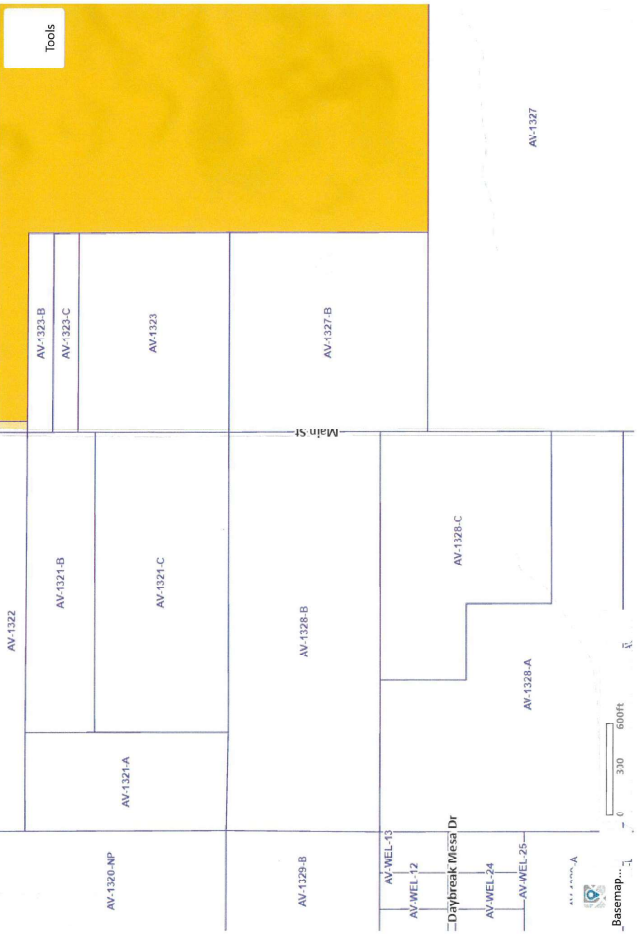 AV-1322
AV-1323-B
Tools
AV-1321-B
AV-1323-C
AV-1320-NP
AV-1321-A
AV-1323
AV-1321-C
AV-1329-B
AV-1328-B
Main St
AV-1327-B
AV-WEL-13
AV-WEL-12
Daybreak Mesa Dr
AV-1328-C
AV-WEL-24
AV-WEL-25
AV-1328-A
AV-1327
Basemap...
0 600ft